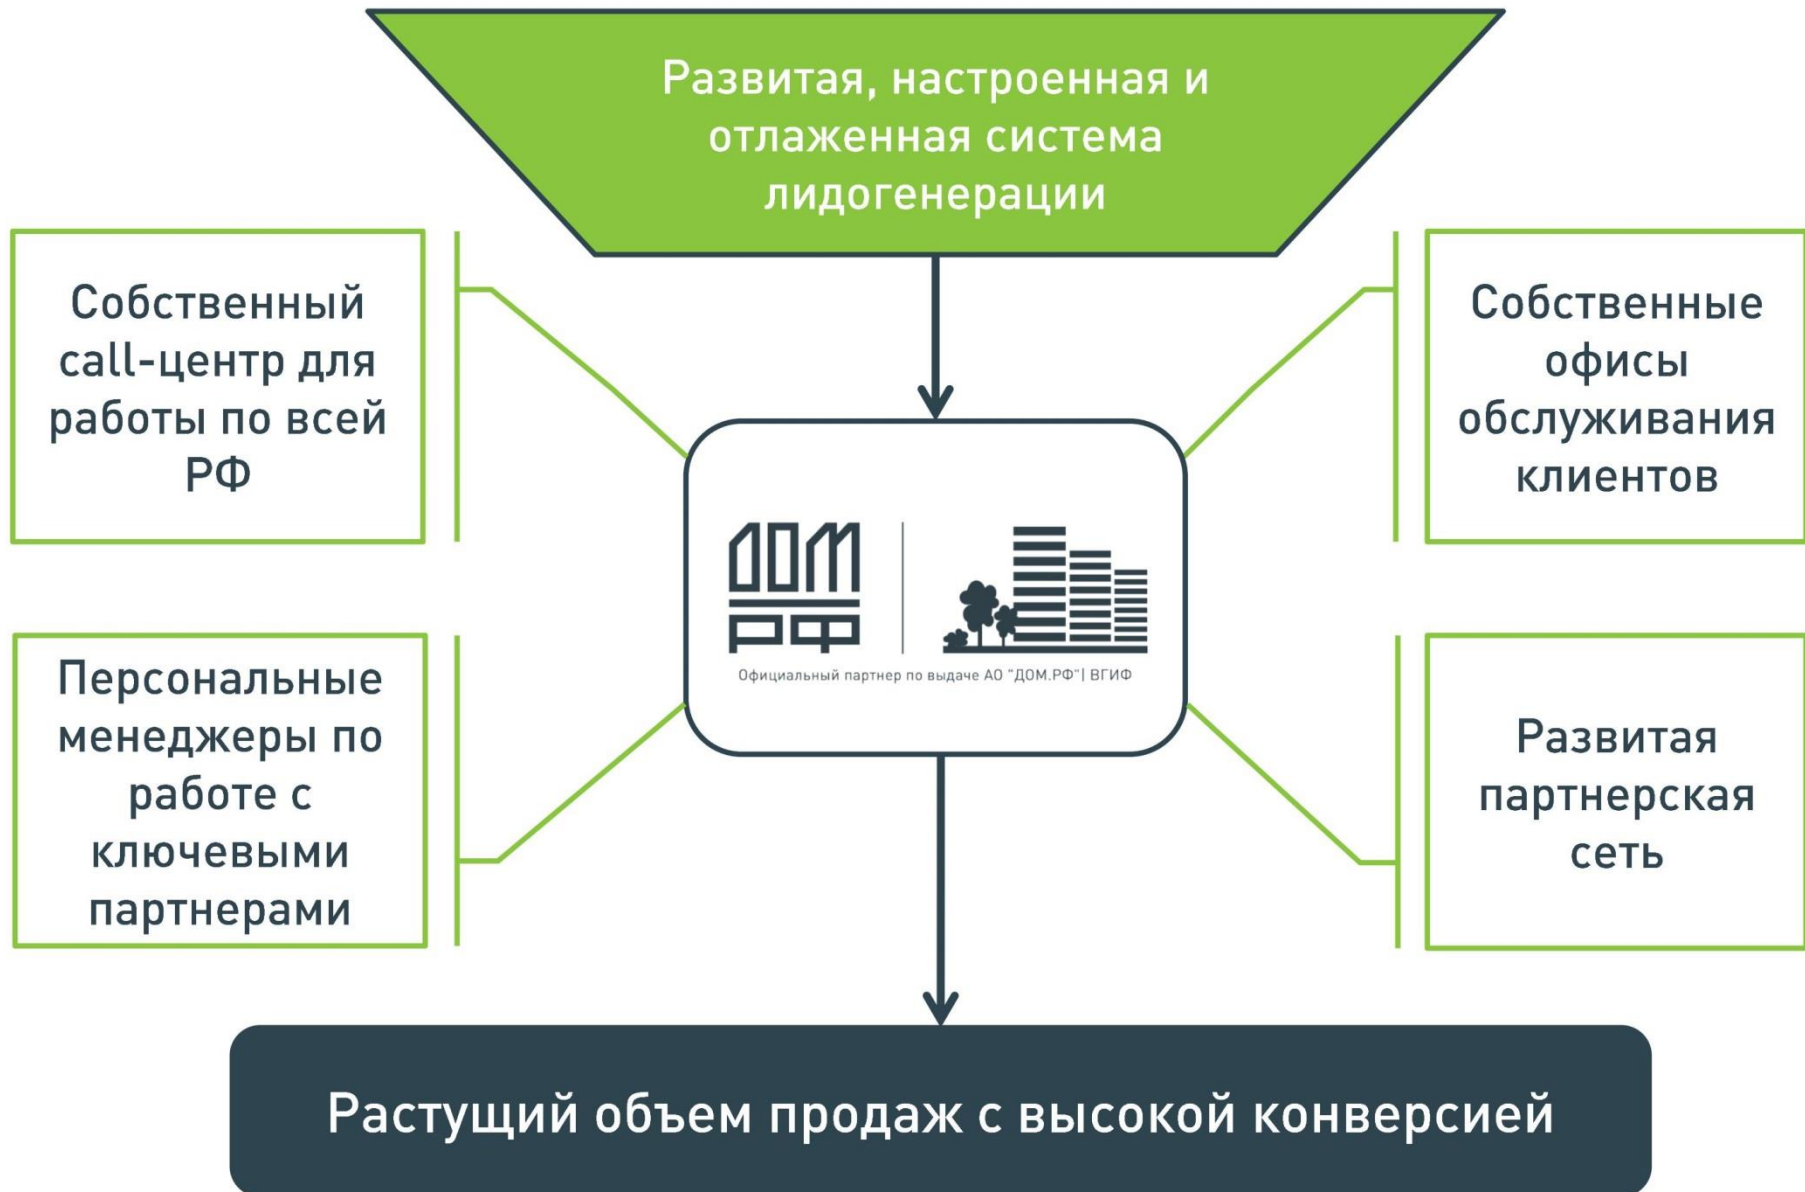 Развитая, настроенная и
отлаженная система
лидогенерации
Собственный
call-центр для
работы по всей
РФ
Собственные
офисы
обслуживания
клиентов
ДОМ
РФ
Официальный партнер по выдаче АО "ДОМ.РФ"| ВГИФ
Персональные
менеджеры по
работе с
ключевыми
партнерами
Развитая
партнерская
сеть
Растущий объем продаж с высокой конверсией